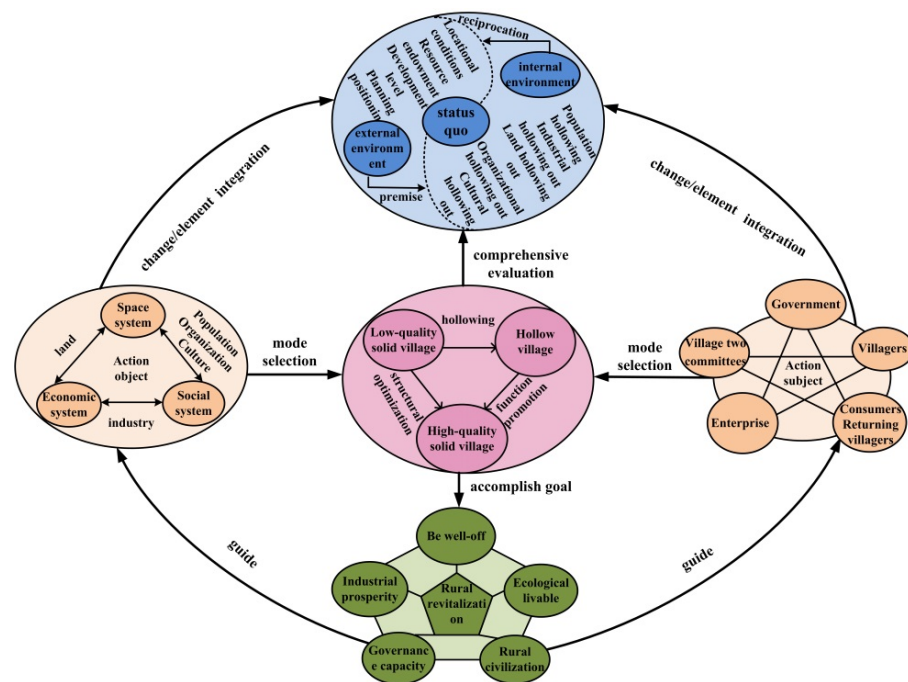 reciprocation
Locational
conditions
Resource
endowment
Development
level
Planning
positioning
internal
environment
status
quo
external
environm
ent
premise
Population
hollowing
Industrial
hollowing out
Land hollowing
out
Organizational
hollowing out
Cultural
hollowing
out
change/element integration
change/element integration
comprehensive
evaluation
Space
system
land
Population
Organization
Culture
Action
object
Economic
system
Social
system
industry
mode
selection
hollowing
Low-quality
solid village
Hollow
village
structural
optimization
function
promotion
High-quality
solid village
mode
selection
Government
Village two
committees
Villagers
Action
subject
Enterprise
Consumers
Returning
villagers
accomplish goal
guide
guide
Be well-off
Industrial
prosperity
Rural
revitalizati
on
Ecological
livable
Governanc
e capacity
Rural
civilization